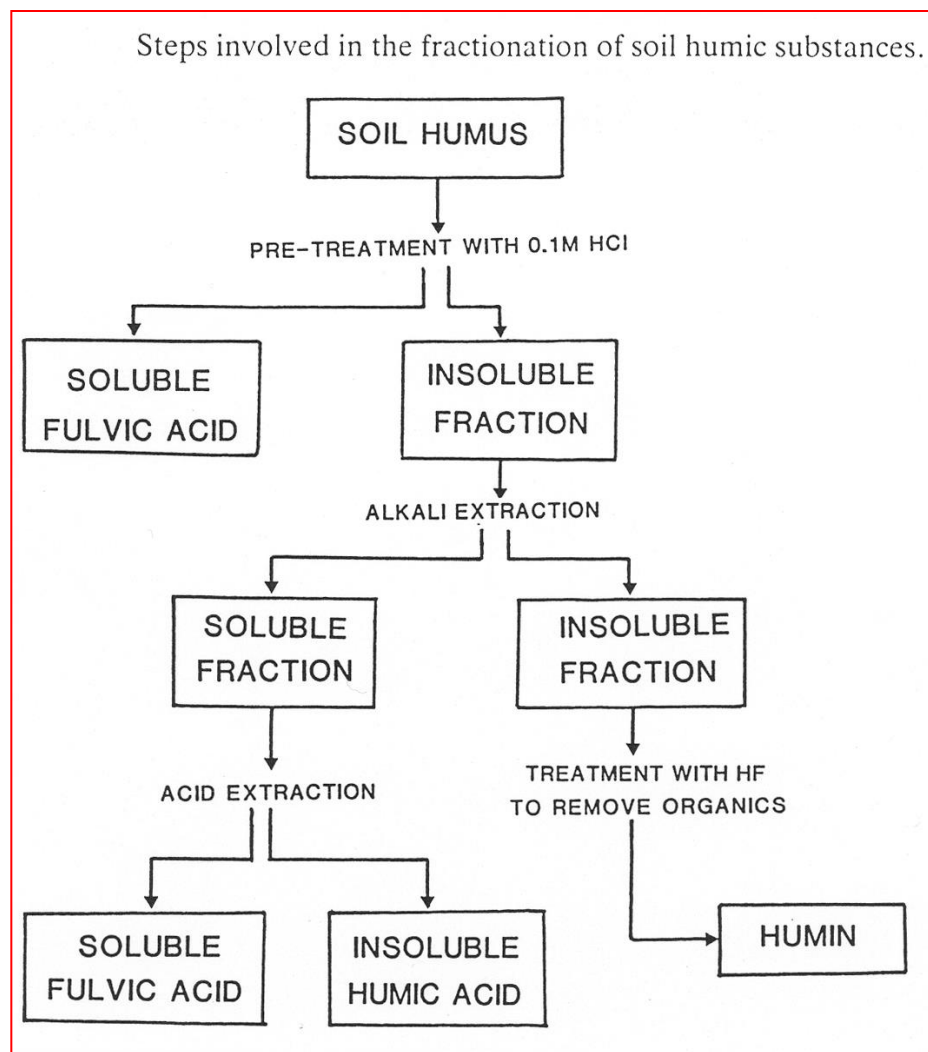 Steps involved in the fractionation of soil humic substances.
SOIL HUMUS
PRE-TREATMENT WITH 0.1M HCl
SOLUBLE
FULVIC ACID
INSOLUBLE
FRACTION
ALKALI EXTRACTION
SOLUBLE
FRACTION
INSOLUBLE
FRACTION
ACID EXTRACTION
TREATMENT WITH HF
TO REMOVE ORGANICS
SOLUBLE
FULVIC ACID
INSOLUBLE
HUMIC ACID
HUMIN